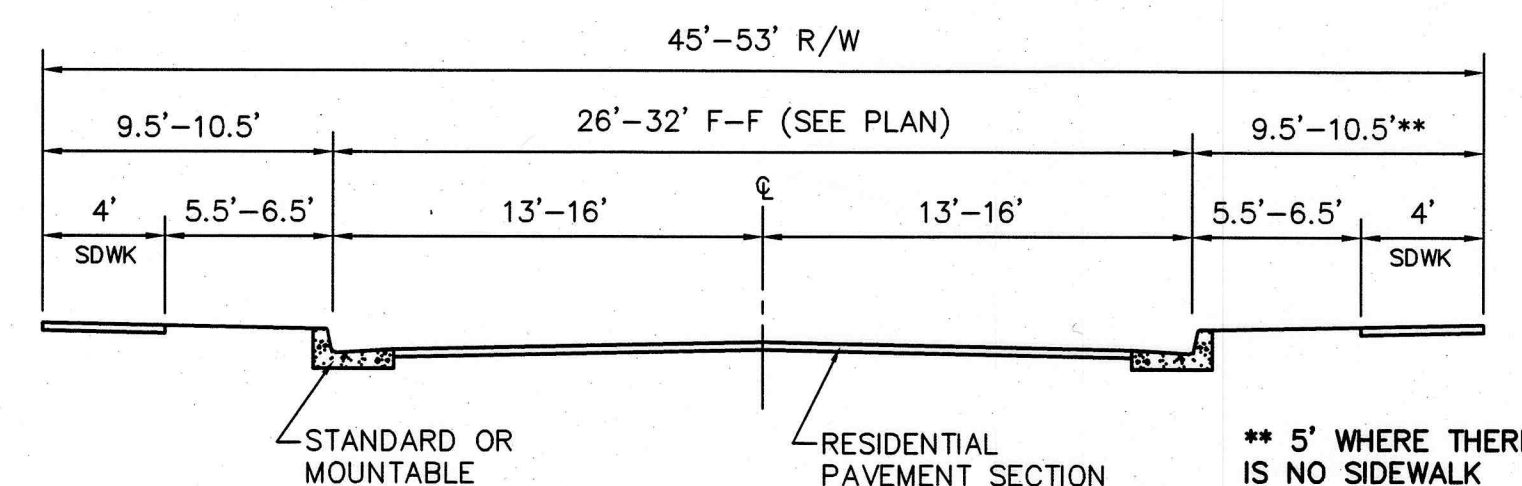 45'-53' R/W
9.5'-10.5'
26'-32' F-F (SEE PLAN)
9.5'-10.5'**
4'
5.5'-6.5'
13'-16'
℄
13'-16'
5.5'-6.5'
4'
SDWK
SDWK
STANDARD OR
MOUNTABLE
RESIDENTIAL
PAVEMENT SECTION
** 5' WHERE THERE
IS NO SIDEWALK